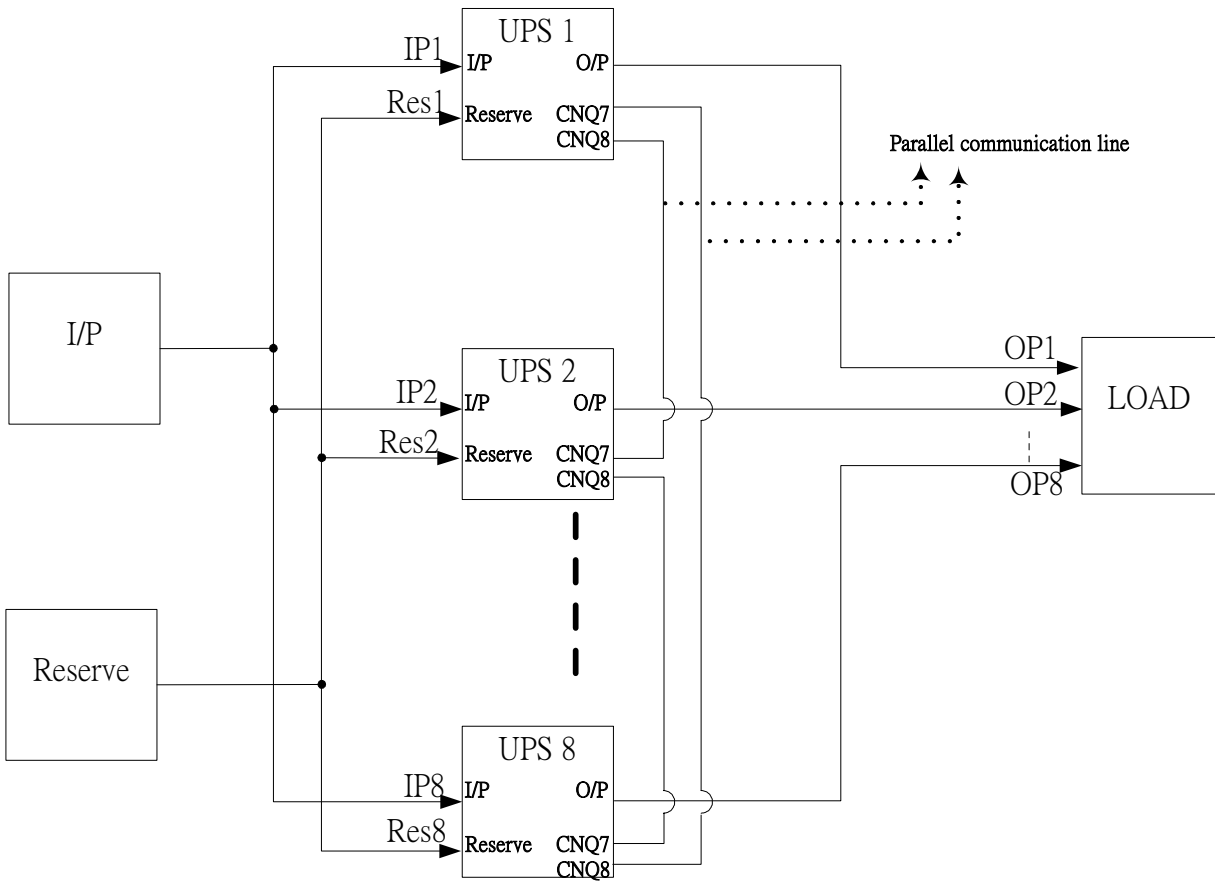 UPS 1
IP1
I/P
O/P
Res1
Reserve
CNQ7
CNQ8
Parallel communication line
I/P
UPS 2
IP2
I/P
O/P
Res2
Reserve
CNQ7
CNQ8
OP1
OP2
OP8
LOAD
Reserve
UPS 8
IP8
I/P
O/P
Res8
Reserve
CNQ7
CNQ8